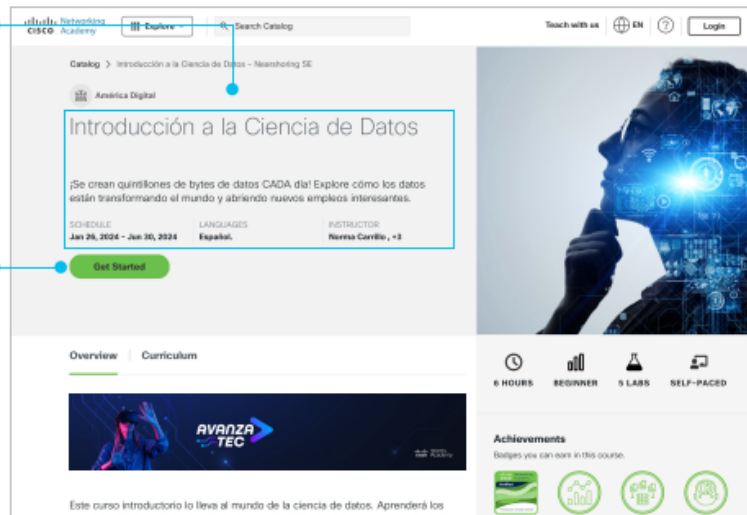 Networking
CISCO Academy
Explore
Search Catalog
Teach with us
EN
?
Login
Catalog > Introducción a la Ciencia de Datos - Nearshoring SE
América Digital
Introducción a la Ciencia de Datos
¡Se crean quintillones de bytes de datos CADA día! Explore cómo los datos
están transformando el mundo y abriendo nuevos empleos interesantes.
SCHEDULE LANGUAGES INSTRUCTOR
Jan 26, 2024 - Jun 30, 2024 Español. Norma Carrillo , +3
Get Started
Overview Curriculum
6 HOURS BEGINNER 5 LABS SELF-PACED
AVANZA
TEC
Achievements
Badges you can earn in this course.
Este curso introductorio lo lleva al mundo de la ciencia de datos. Aprenderá los